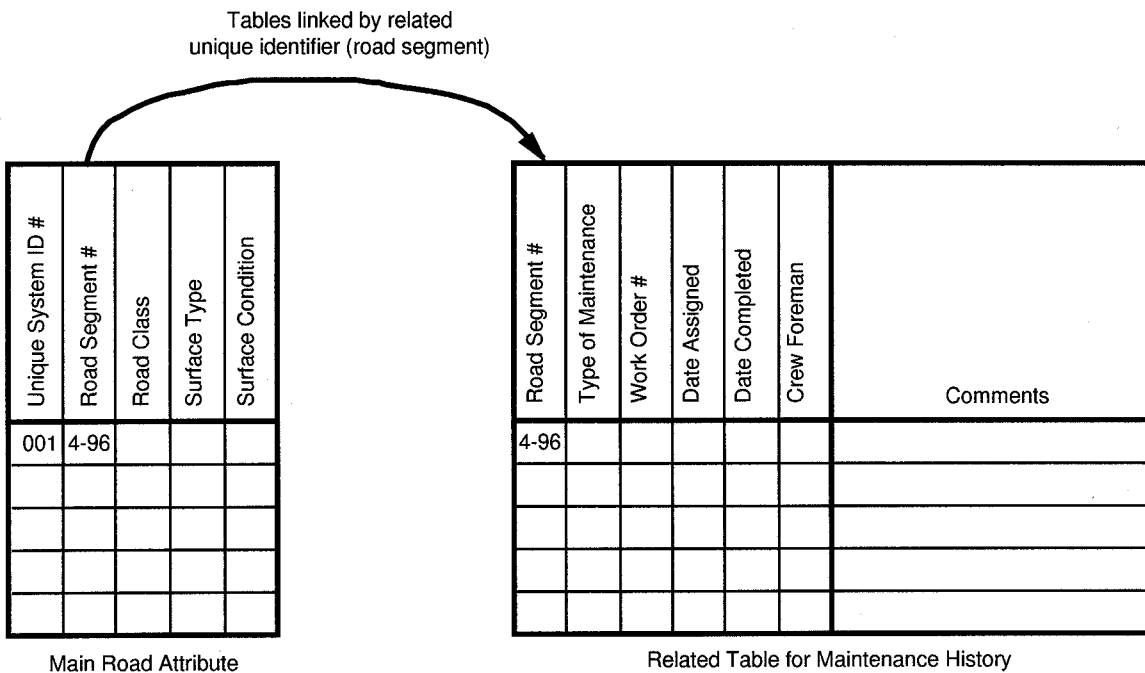 Tables linked by related
unique identifier (road segment)
Unique System ID #
Road Segment #
Road Class
Surface Type
Surface Condition
001 4-96
Main Road Attribute
Road Segment #
Type of Maintenance
Work Order #
Date Assigned
Date Completed
Crew Foreman
Comments
4-96
Related Table for Maintenance History